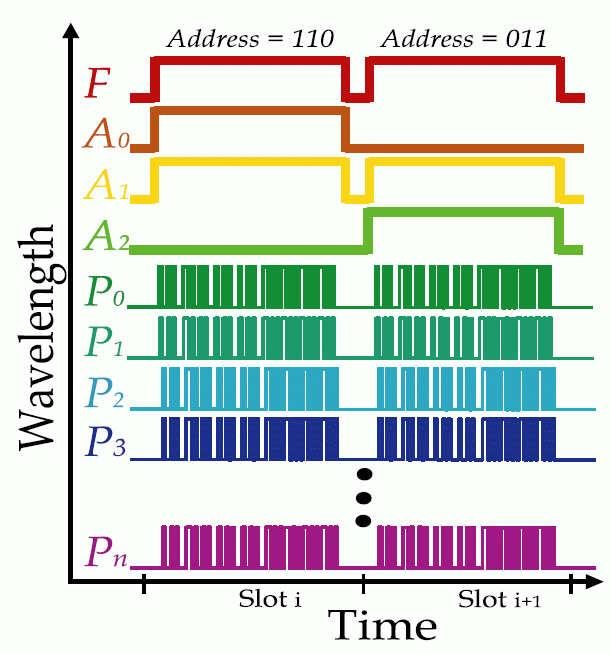 Address = 110 Address = 011
F
A0
A1
A2
P0
P1
P2
P3
Pn
Wavelength
Slot i Slot i+1
Time